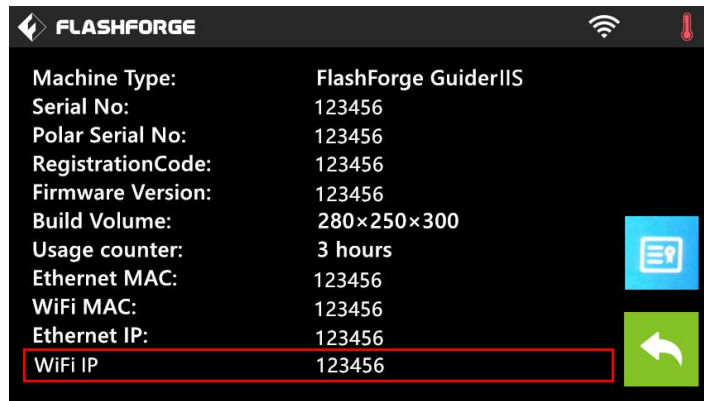 FLASHFORGE
Machine Type: FlashForge GuiderIIS
Serial No: 123456
Polar Serial No: 123456
RegistrationCode: 123456
Firmware Version: 123456
Build Volume: 280×250×300
Usage counter: 3 hours
Ethernet MAC: 123456
WiFi MAC: 123456
Ethernet IP: 123456
WiFi IP 123456